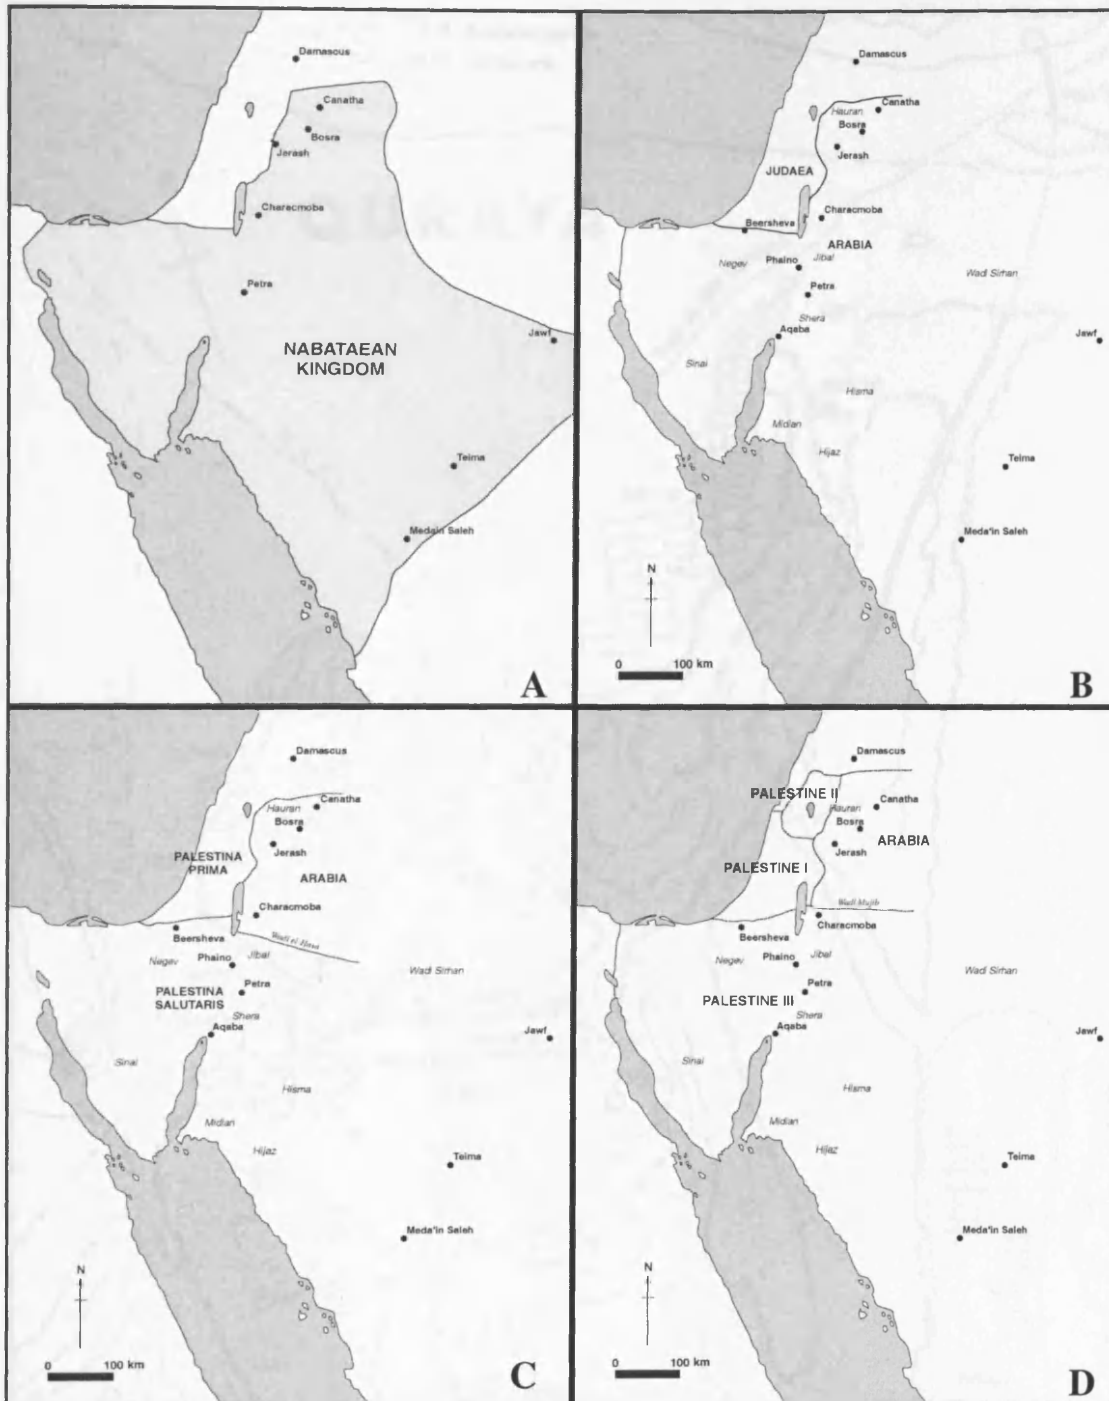 Damascus
Canatha
Bosra
Jerash
Characmoba
Petra
NABATAEAN
KINGDOM
Jawf
Teima
Medain Saleh
A
Damascus
Canatha
Hauran
Bosra
Jerash
JUDAEA
Characmoba
Beersheva
ARABIA
Negev
Phaino
Jibal
Wadi Sirhan
Petra
Shera
Aqaba
Jawf
Sinai
Hisma
Midian
Hijaz
Teima
Meda'in Saleh
N
0 100 km
B
Damascus
Canatha
Hauran
Bosra
Jerash
PALESTINA
PRIMA
ARABIA
Characmoba
Beersheva
Wadi el Hasa
Negev
Phaino
Jibal
Wadi Sirhan
PALESTINA
SALUTARIS
Petra
Shera
Aqaba
Jawf
Sinai
Hisma
Midian
Hijaz
Teima
Meda'in Saleh
N
0 100 km
C
Damascus
PALESTINE II
Canatha
Hauran
Bosra
ARABIA
Jerash
PALESTINE I
Wadi Mujib
Characmoba
Beersheva
Negev
Phaino
Jibal
Wadi Sirhan
Petra
PALESTINE III
Shera
Aqaba
Jawf
Sinai
Hisma
Midian
Hijaz
Teima
Meda'in Saleh
N
0 100 km
D